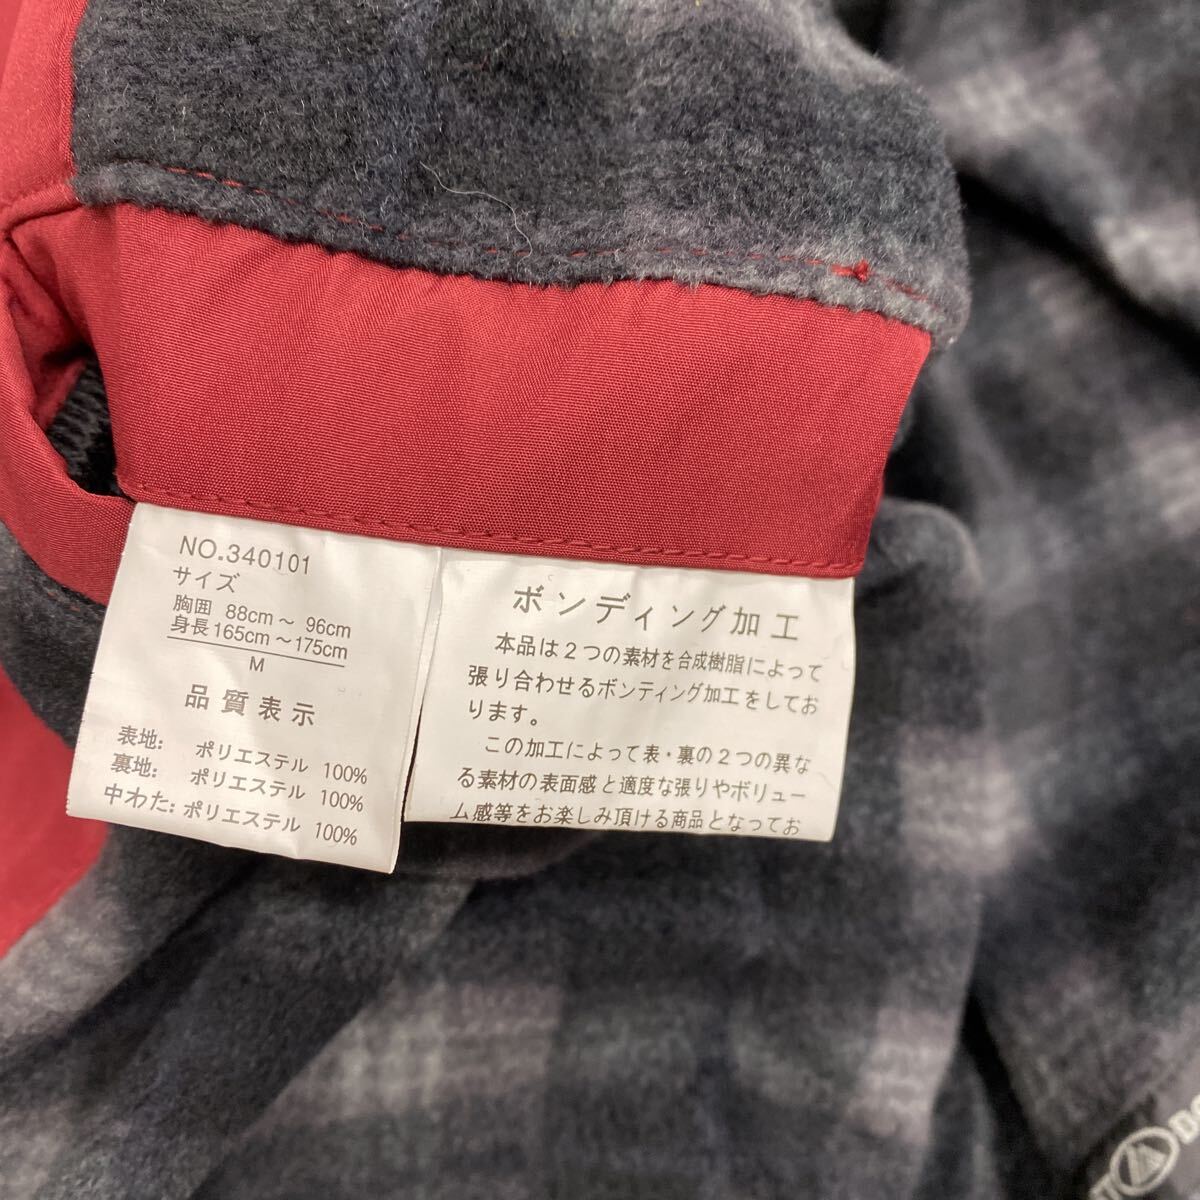 NO.340101
サイズ
胸囲 88cm～ 96cm
身長 165cm～175cm
M
品質表示
表地: ポリエステル 100%
裏地: ポリエステル 100%
中わた: ポリエステル 100%
ボンディング加工
本品は2つの素材を合成樹脂によって
張り合わせるボンディング加工をしてお
ります。
この加工によって表・裏の2つの異な
る素材の表面感と適度な張りやボリュー
ム感等をお楽しみ頂ける商品となってお